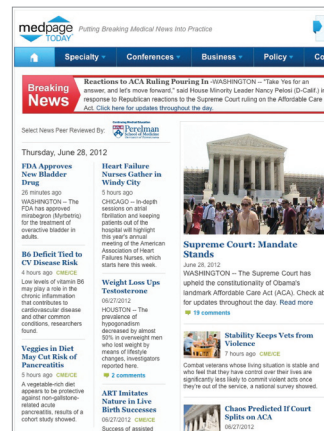 medpage
TODAY
Putting Breaking Medical News Into Practice
Specialty
Conferences
Business
Policy
Co
Breaking
News
Reactions to ACA Ruling Pouring In -WASHINGTON -- "Take Yes for an
answer, and let's move forward," said House Minority Leader Nancy Pelosi (D-Calif.) in
response to Republican reactions to the Supreme Court ruling on the Affordable Care
Act. Click here for updates throughout the day.
Select News Peer Reviewed By:
Perelman
School of Medicine
Thursday, June 28, 2012
FDA Approves
New Bladder
Drug
26 minutes ago
WASHINGTON -- The
FDA has approved
mirabegron (Myrbetriq)
for the treatment of
overactive bladder in
adults.
B6 Deficit Tied to
CV Disease Risk
4 hours ago CME/CE
Low levels of vitamin B6
may play a role in the
chronic inflammation
that contributes to
cardiovascular disease
and other common
conditions, researchers
found.
Veggies in Diet
May Cut Risk of
Pancreatitis
5 hours ago CME/CE
A vegetable-rich diet
appears to be protective
against non-gallstone-
related acute
pancreatitis, results of a
cohort study showed.
Heart Failure
Nurses Gather in
Windy City
5 hours ago
CHICAGO -- In-depth
sessions on atrial
fibrillation and keeping
patients out of the
hospital will highlight
this year's annual
meeting of the American
Association of Heart
Failures Nurses, which
starts here this week.
Weight Loss Ups
Testosterone
06/27/2012
HOUSTON -- The
prevalence of
hypogonadism
decreased by almost
50% in overweight men
who lost weight by
means of lifestyle
changes, investigators
reported here.
2 comments
ART Imitates
Nature in Live
Birth Successes
06/27/2012 CME/CE
Success of assisted
Supreme Court: Mandate
Stands
June 28, 2012
WASHINGTON -- The Supreme Court has
upheld the constitutionality of Obama's
landmark Affordable Care Act (ACA). Check at
for updates throughout the day. Read more
19 comments
Stability Keeps Vets from
Violence
7 hours ago CME/CE
Combat veterans whose living situation is stable and
who feel that they have control over their lives are
significantly less likely to commit violent acts once
they're out of the service, a national survey showed.
Chaos Predicted If Court
Splits on ACA
06/27/2012